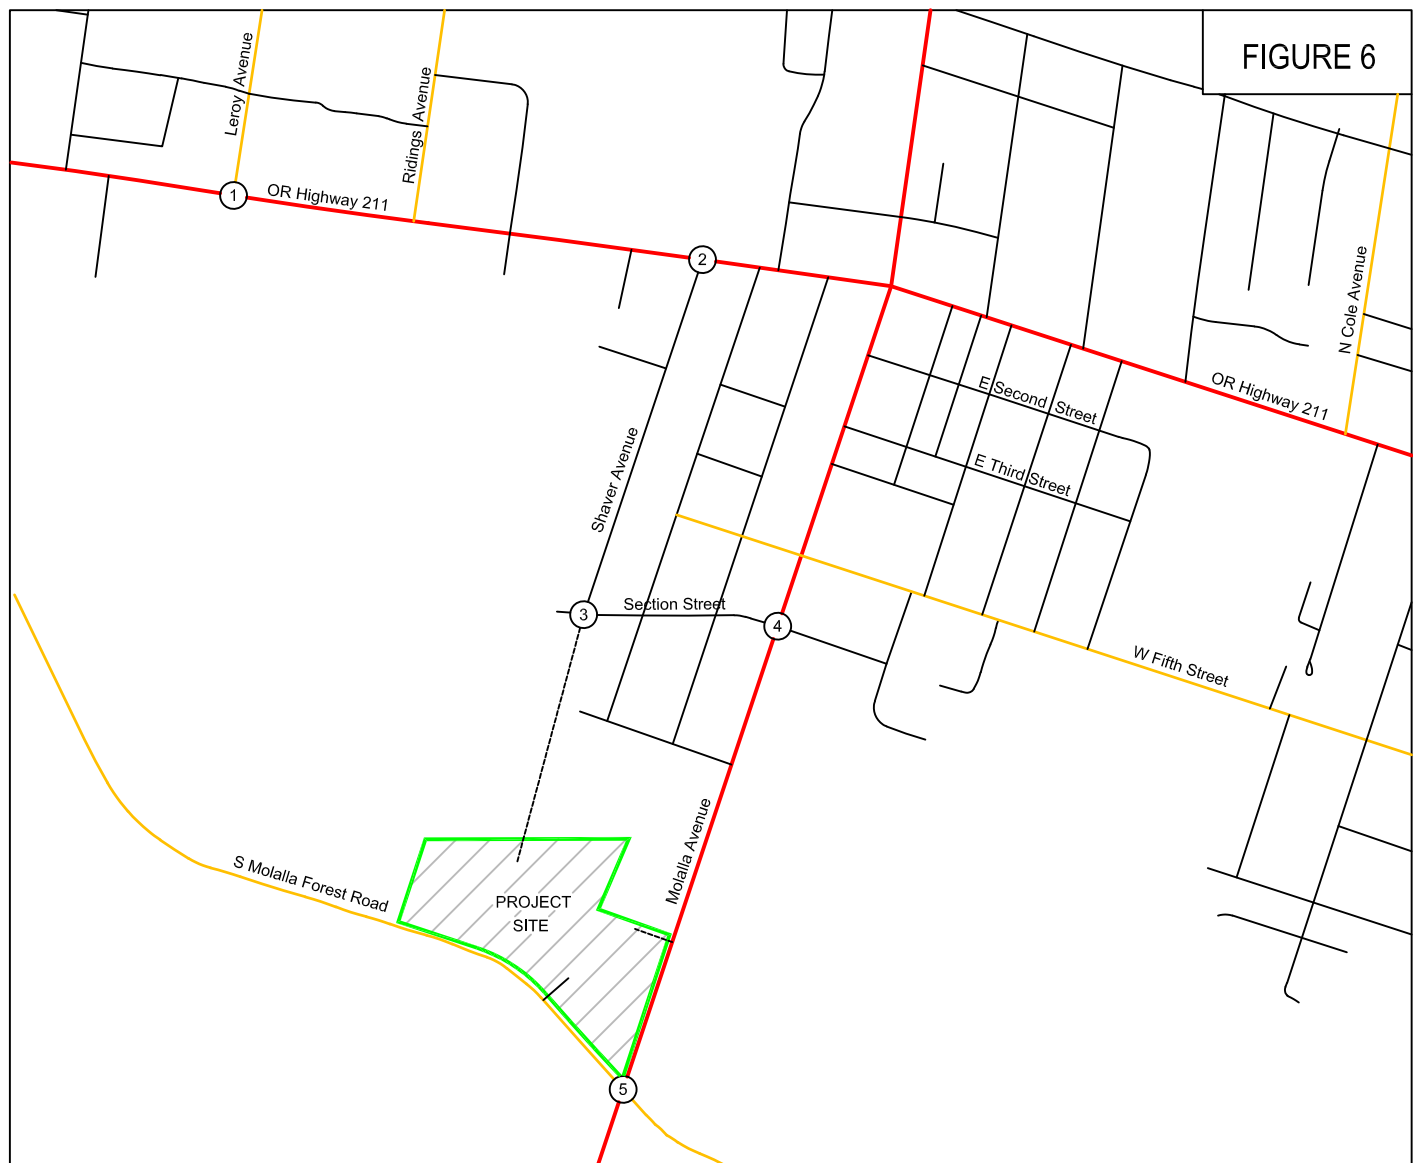 FIGURE 6
Leroy Avenue
Ridings Avenue
1
OR Highway 211
2
N Cole Avenue
OR Highway 211
E Second Street
E Third Street
Shaver Avenue
3
Section Street
4
W Fifth Street
Molalla Avenue
S Molalla Forest Road
PROJECT
SITE
5